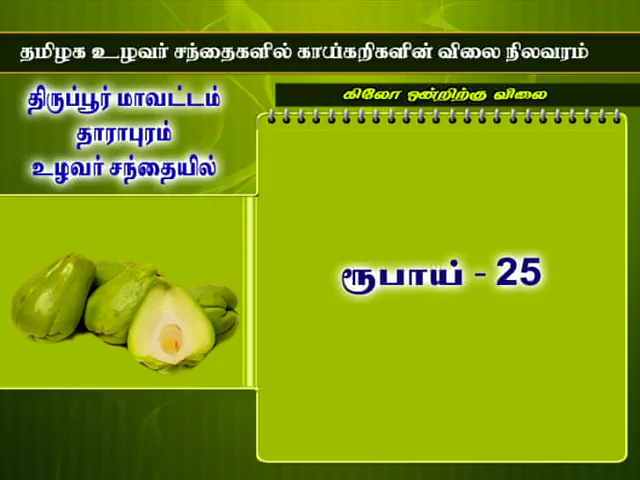 தமிழக உழவர் சந்தைகளில் காய்கறிகளின் விலை நிலவரம்
திருப்பூர் மாவட்டம்
தாராபுரம்
உழவர் சந்தையில்
கிலோ ஒன்றிற்கு விலை
ரூபாய் - 25